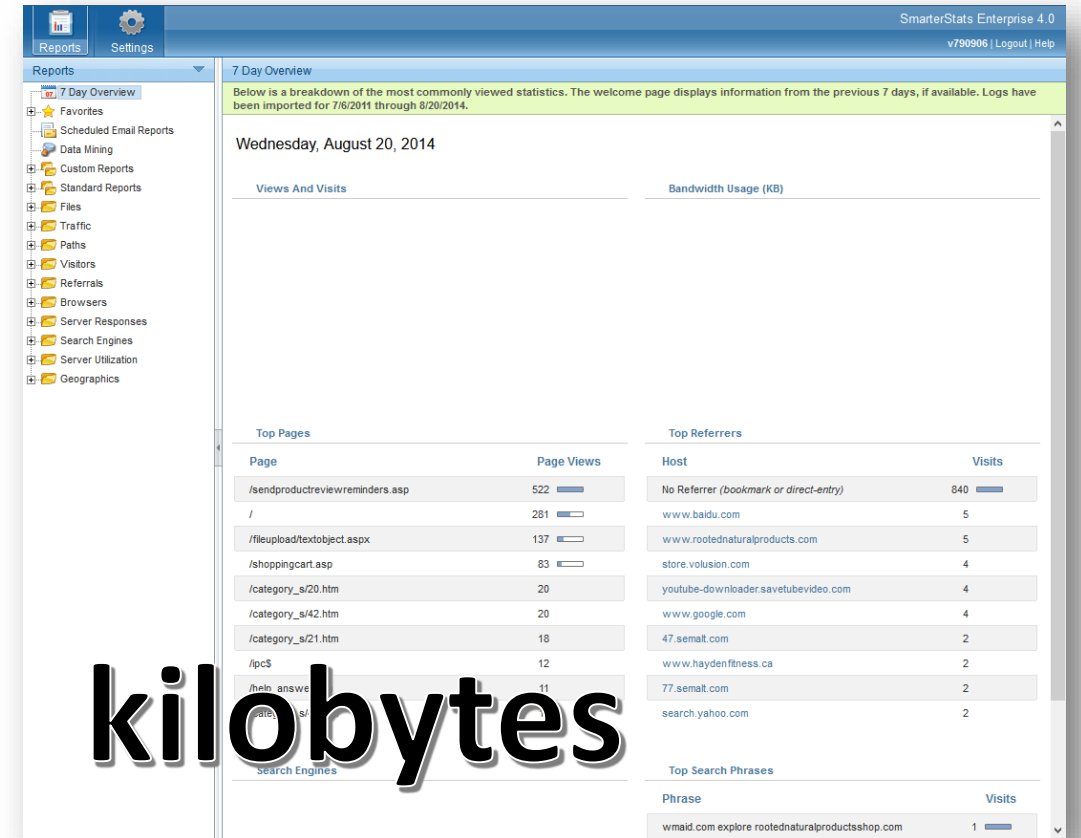 SmarterStats Enterprise 4.0
Reports
Settings
v790906 | Logout | Help
Reports
7 Day Overview
Favorites
Scheduled Email Reports
Data Mining
Custom Reports
Standard Reports
Files
Traffic
Paths
Visitors
Referrals
Browsers
Server Responses
Search Engines
Server Utilization
Geographics
7 Day Overview
Below is a breakdown of the most commonly viewed statistics. The welcome page displays information from the previous 7 days, if available. Logs have
been imported for 7/6/2011 through 8/20/2014.
Wednesday, August 20, 2014
Views And Visits
Bandwidth Usage (KB)
Top Pages
Page Page Views
/sendproductreviewreminders.asp 522
/ 281
/fileupload/textobject.aspx 137
/shoppingcart.asp 83
/category_s/20.htm 20
/category_s/42.htm 20
/category_s/21.htm 18
/ipc$ 12
11
Top Referrers
Host Visits
No Referrer (bookmark or direct-entry) 840
www.baidu.com 5
www.rootednaturalproducts.com 5
store.volusion.com 4
youtube-downloader.savetubevideo.com 4
www.google.com 4
47.semalt.com 2
www.haydenfitness.ca 2
77.semalt.com 2
search.yahoo.com 2
kilobytes
Search Engines
Top Search Phrases
Phrase Visits
wmaid.com explore rootednaturalproductsshop.com 1